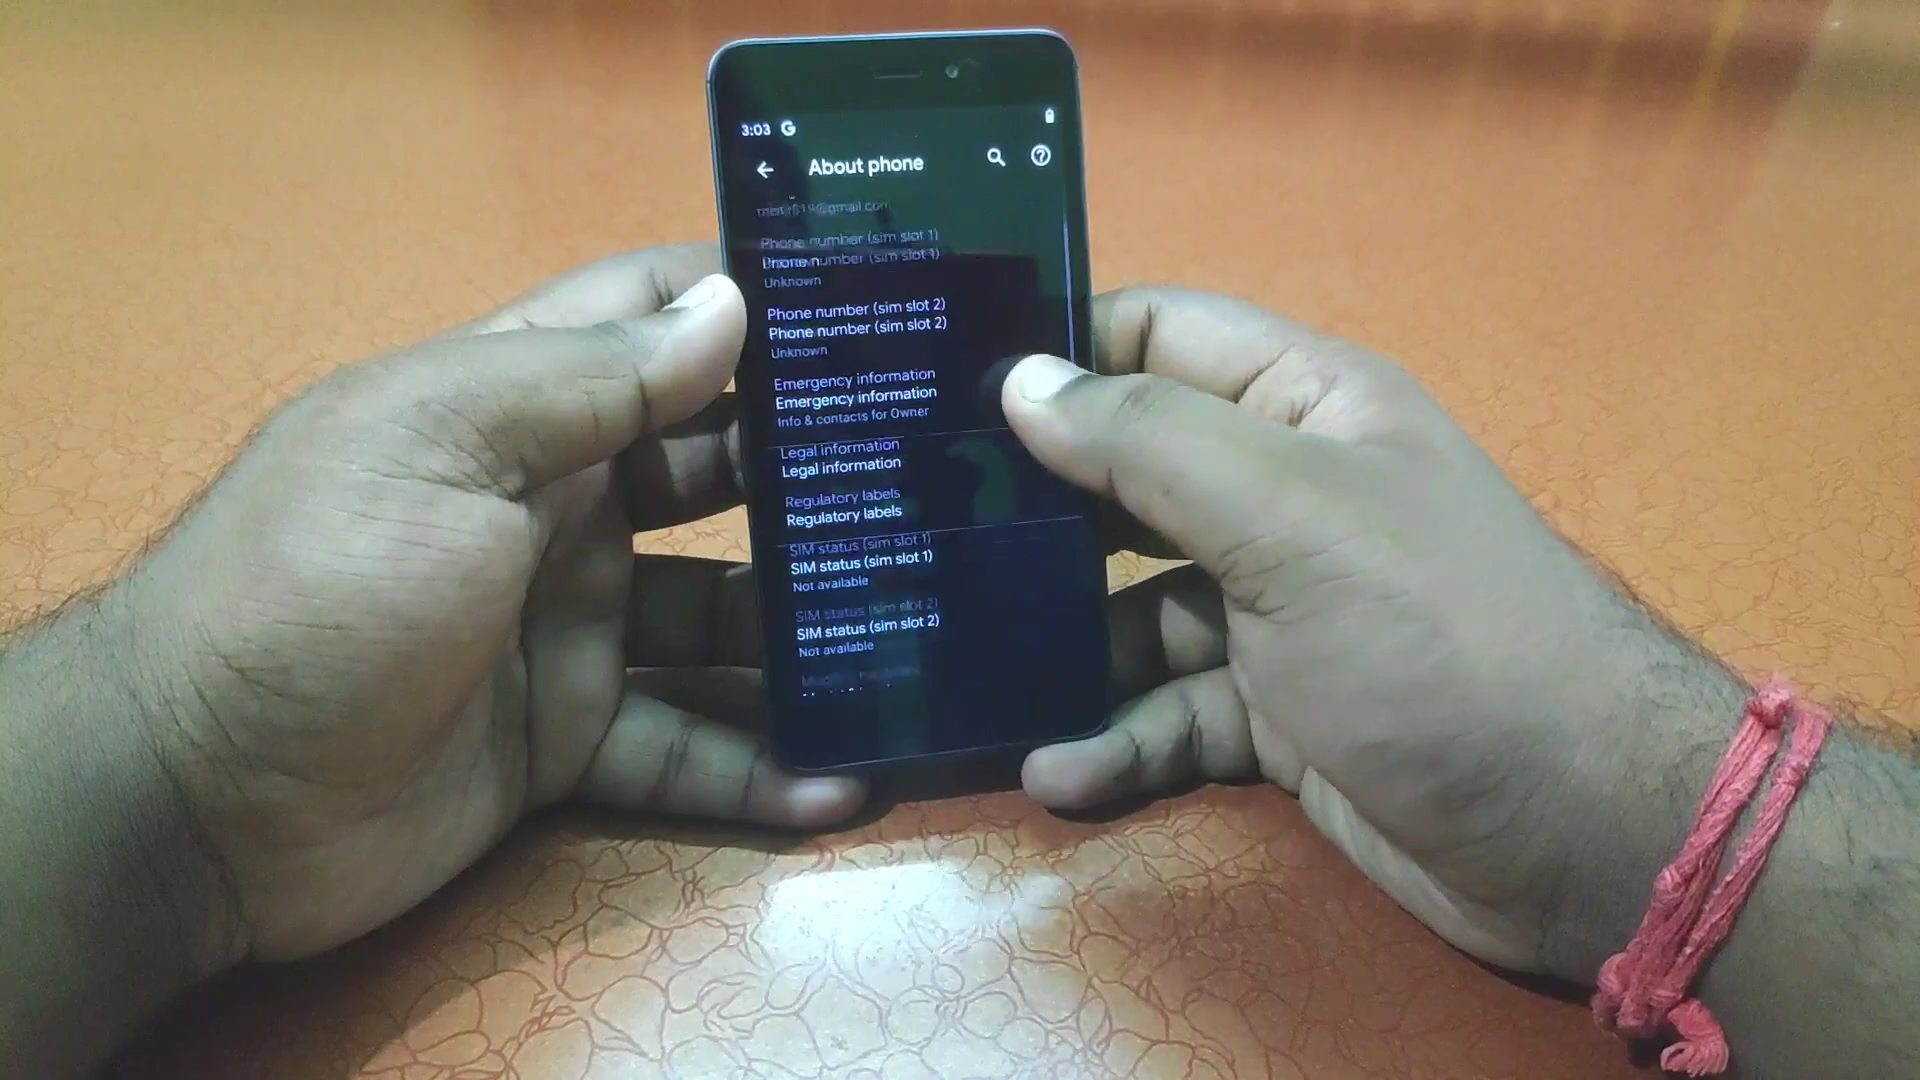 3:03 G
About phone
Phone number (sim slot 1)
Phone number (sim slot 1)
Unknown
Phone number (sim slot 2)
Phone number (sim slot 2)
Unknown
Emergency information
Emergency information
Info & contacts for Owner
Legal information
Legal information
Regulatory labels
Regulatory labels
SIM status (sim slot 1)
SIM status (sim slot 1)
Not available
SIM status (sim slot 2)
SIM status (sim slot 2)
Not available